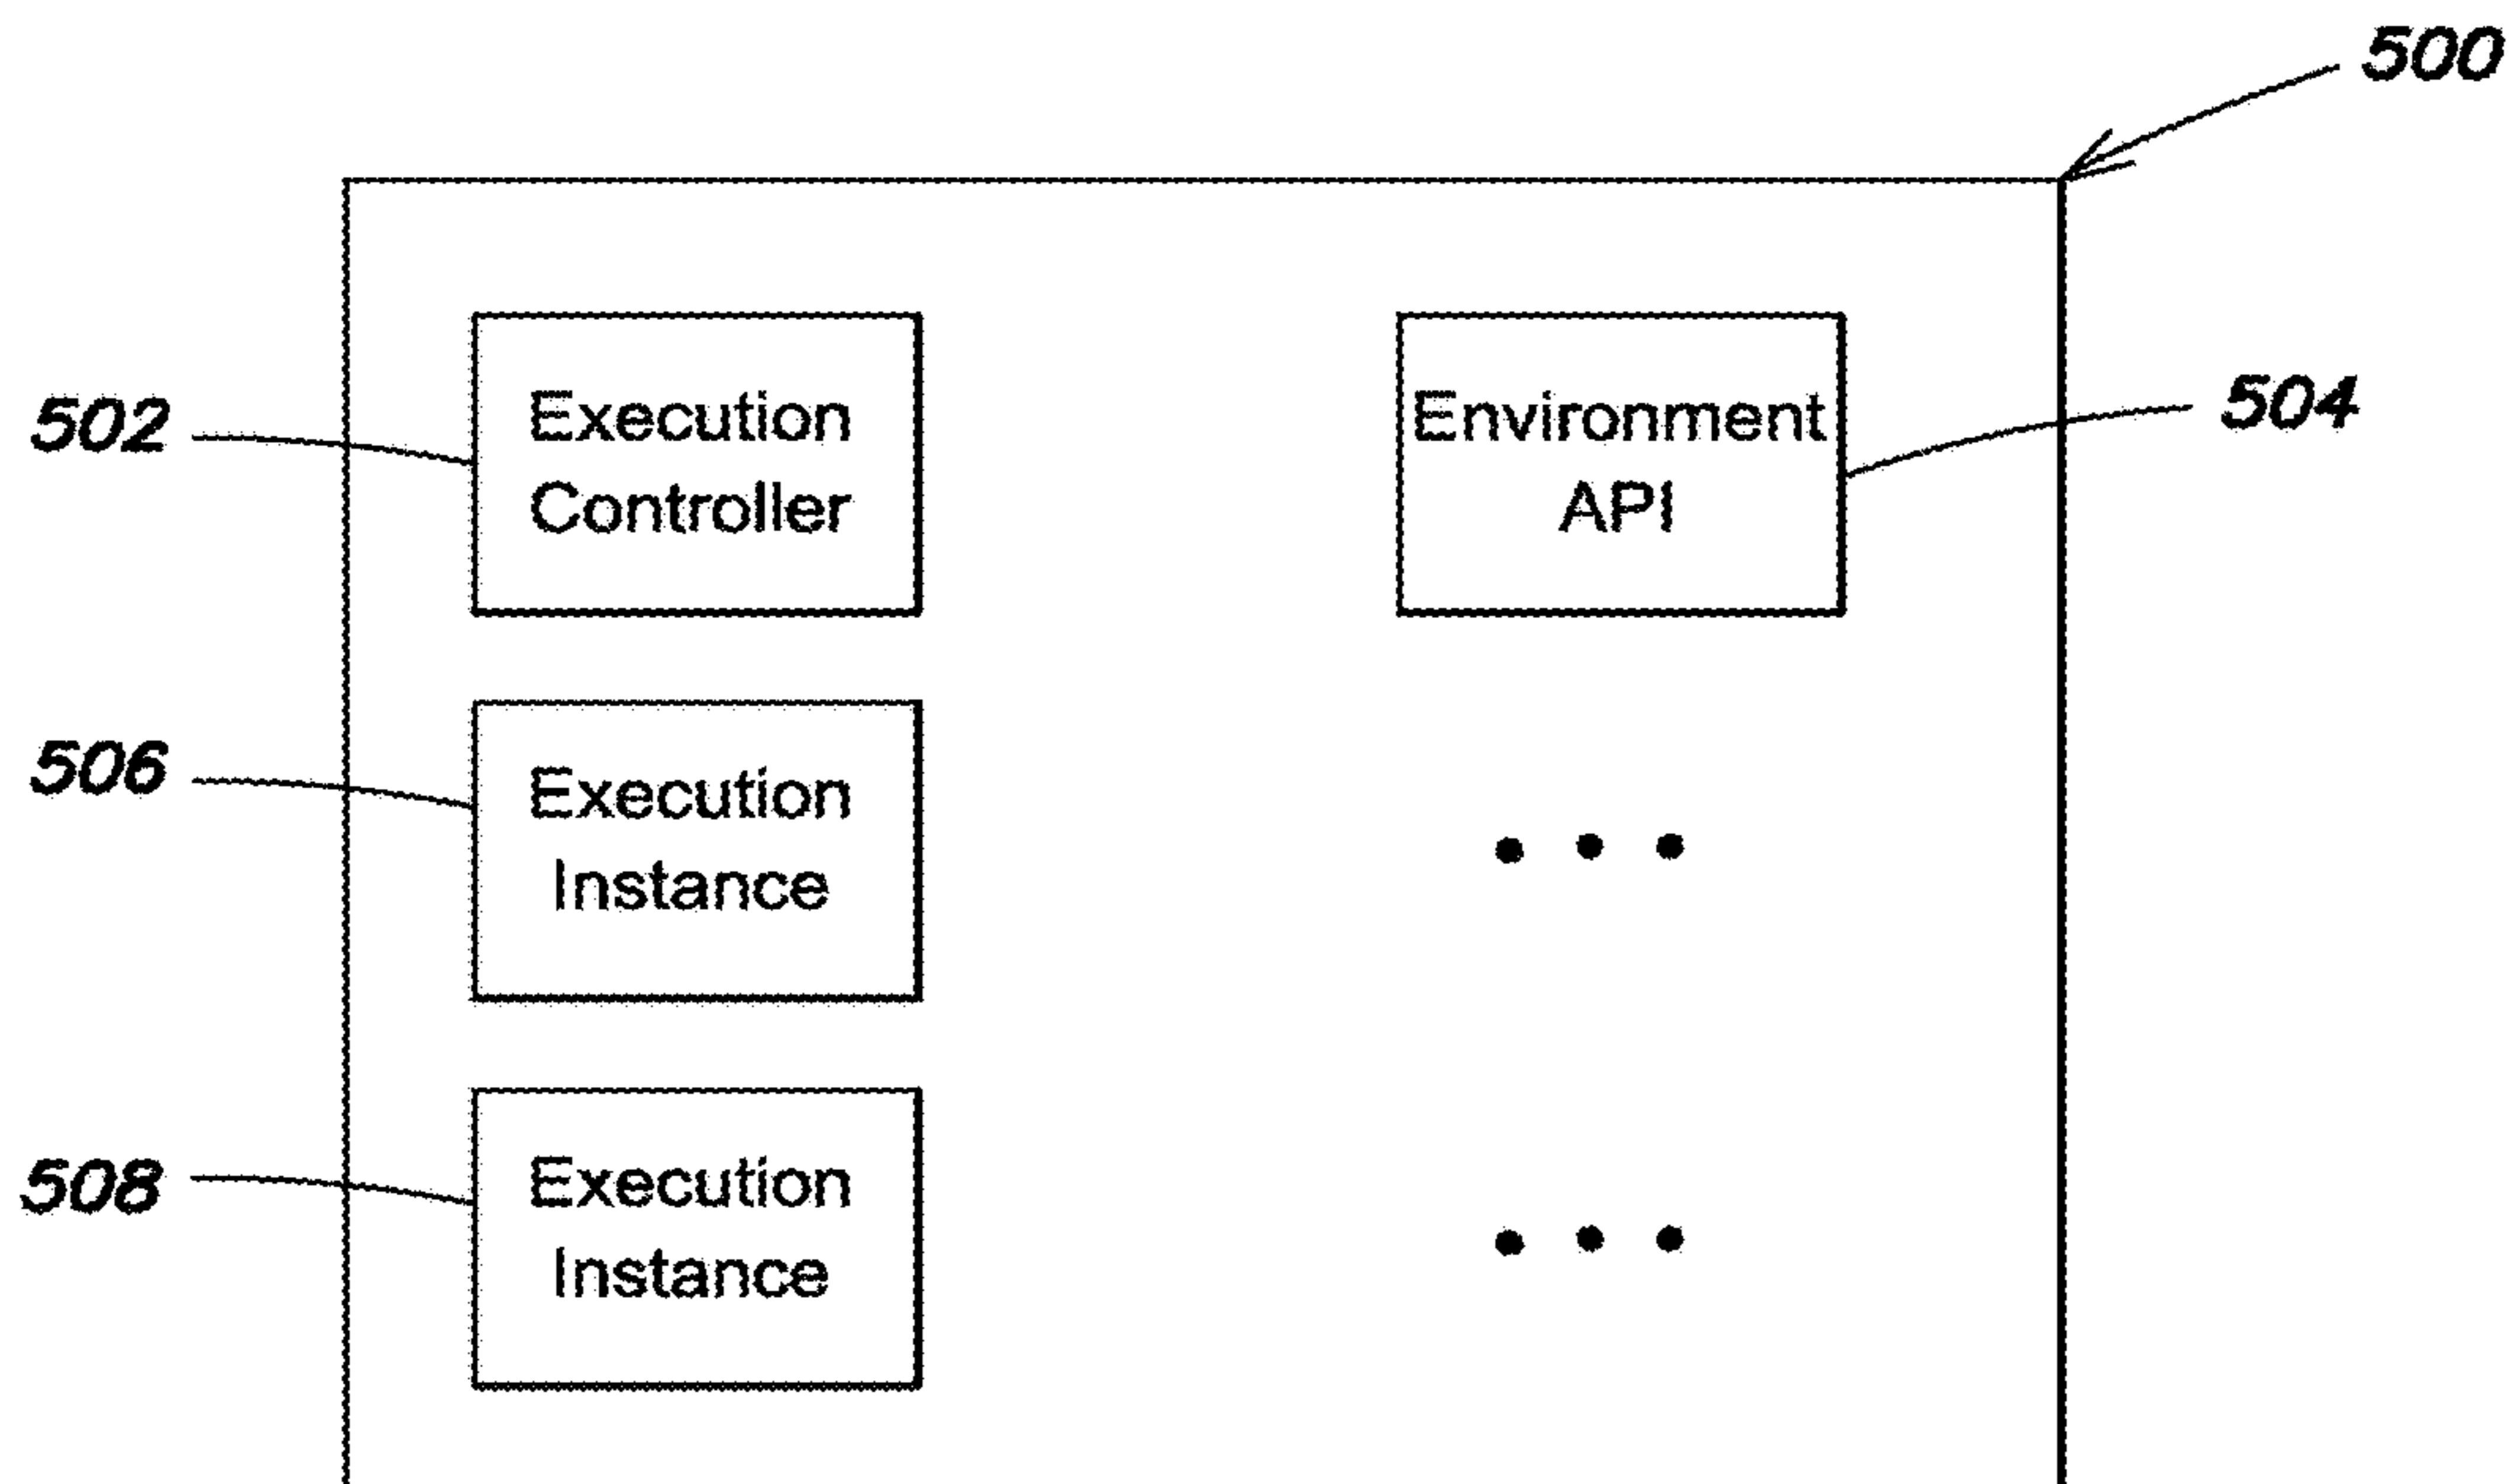 500
502
Execution
Controller
Environment
API
504
506
Execution
Instance
508
Execution
Instance